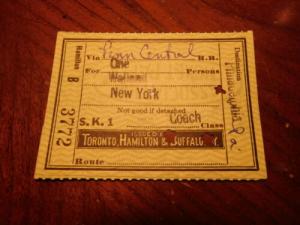 Via Penn Central R.R.
For One Persons
New York
Not good if detached
S. K. 1 Coach Class
ISSUED BY
TORONTO, HAMILTON & BUFFALO RY
Route
Hamilton B 3772
Destination
Pa